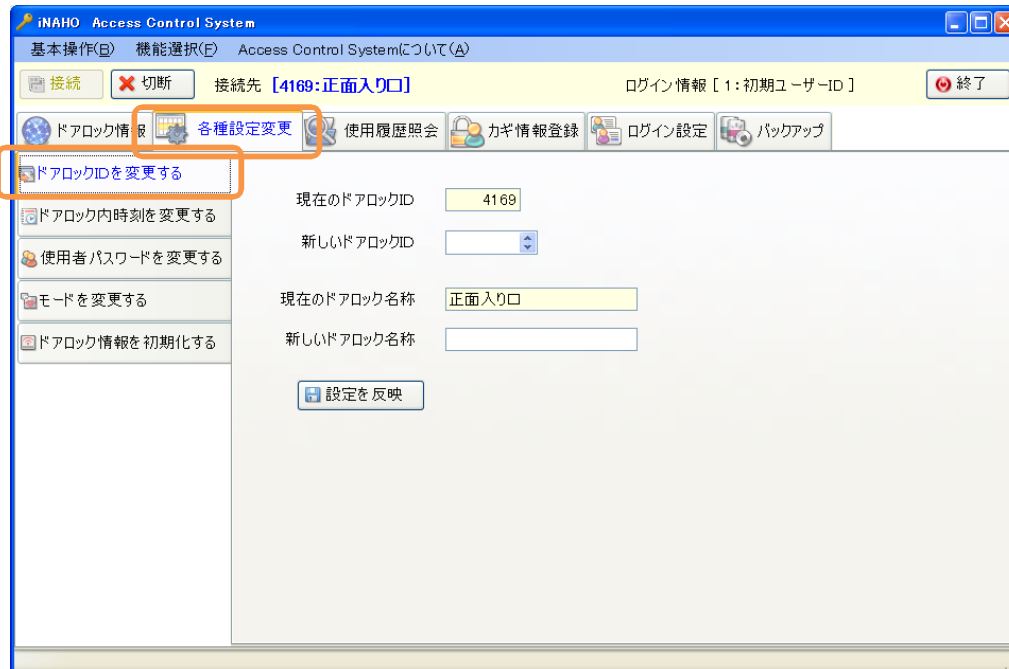 iNAHO Access Control System
基本操作(B) 機能選択(F) Access Control Systemについて(A)
接続 切断 接続先 [4169:正面入り口] ログイン情報 [ 1:初期ユーザーID ] 終了
ドアロック情報 各種設定変更 使用履歴照会 カギ情報登録 ログイン設定 バックアップ
ドアロックIDを変更する
ドアロック内時刻を変更する
使用者パスワードを変更する
モードを変更する
ドアロック情報を初期化する
現在のドアロックID 4169
新しいドアロックID
現在のドアロック名称 正面入り口
新しいドアロック名称
設定を反映